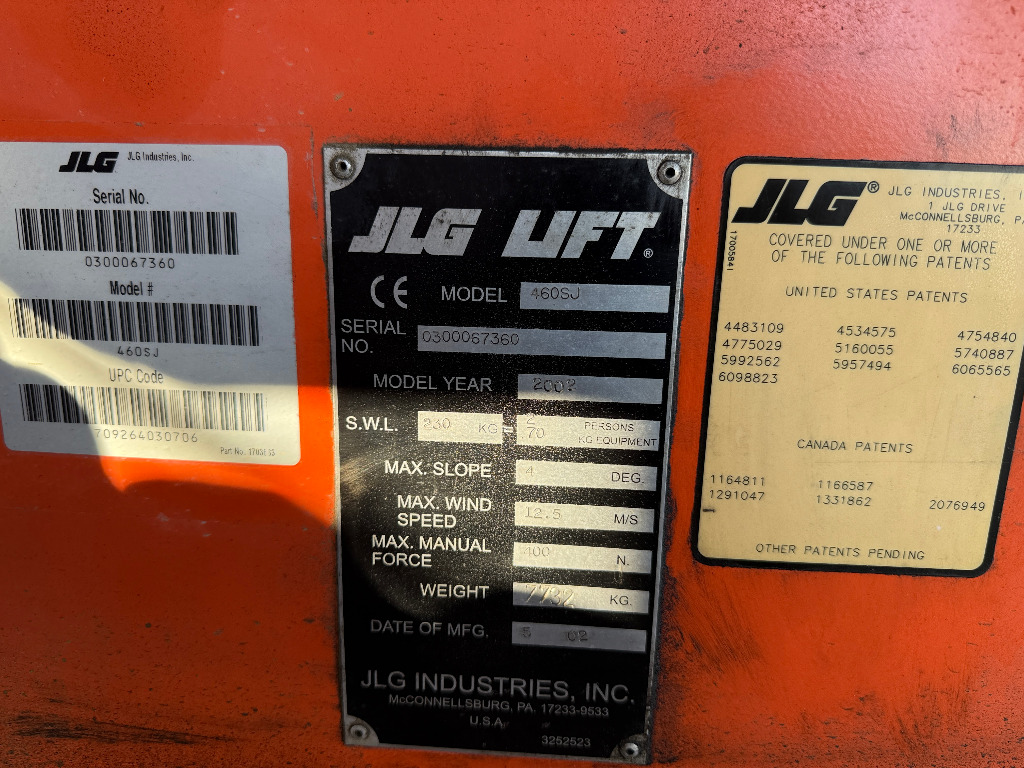 JLG JLG Industries, Inc.
Serial No.
0300067360
Model #
460SJ
UPC Code
709264030706
Part No.
JLG LIFT®
CE MODEL 460SJ
SERIAL NO. 0300067360
MODEL YEAR 2002
S.W.L. 230 KG = 2 PERSONS
70 KG EQUIPMENT
MAX. SLOPE 4 DEG.
MAX. WIND
SPEED 12.5 M/S
MAX. MANUAL
FORCE 400 N.
WEIGHT 7732 KG.
DATE OF MFG. 5 02
JLG INDUSTRIES, INC.
McCONNELLSBURG, PA. 17233-9533
U.S.A.
3252523
JLG® JLG INDUSTRIES,
1 JLG DRIVE
McCONNELLSBURG, PA
17233
1700584
COVERED UNDER ONE OR MORE
OF THE FOLLOWING PATENTS
UNITED STATES PATENTS
4483109 4534575 4754840
4775029 5160055 5740887
5992562 5957494 6065565
6098823
CANADA PATENTS
1164811 1166587
1291047 1331862 2076949
OTHER PATENTS PENDING